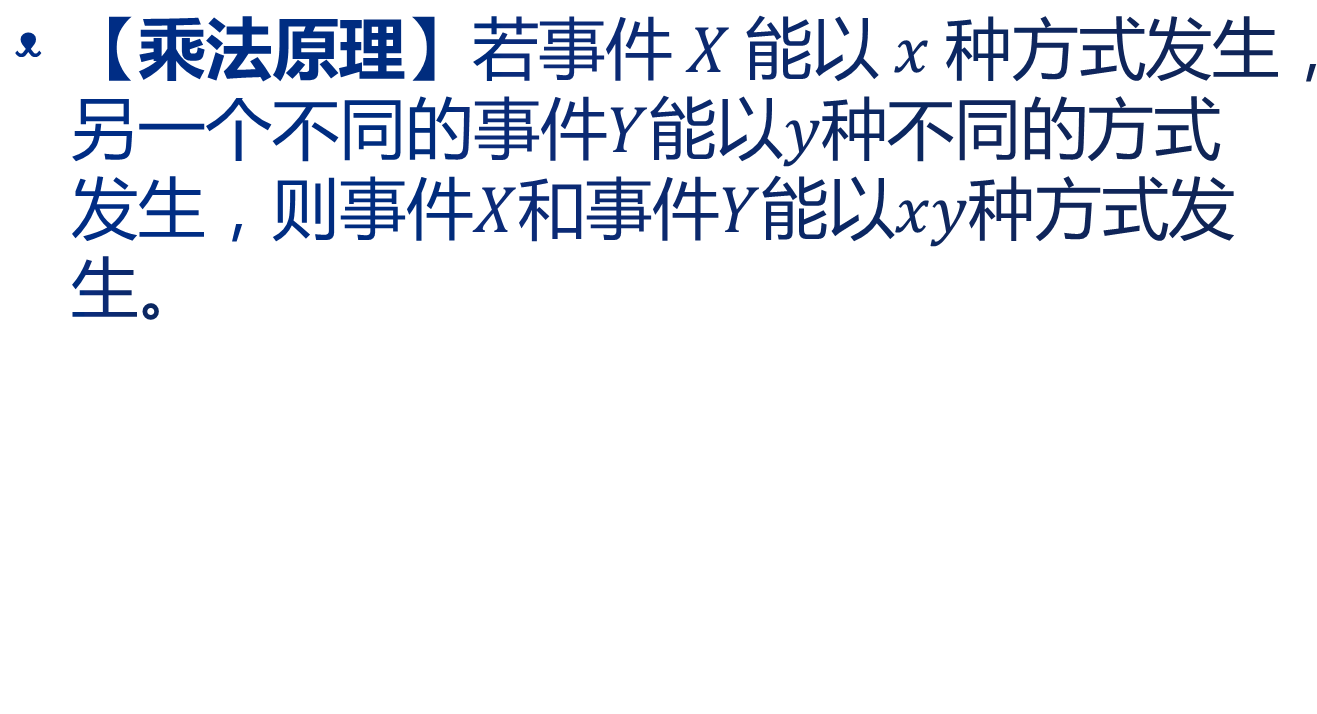 【乘法原理】若事件 X 能以 x 种方式发生，
另一个不同的事件Y能以y种不同的方式
发生，则事件X和事件Y能以xy种方式发
生。